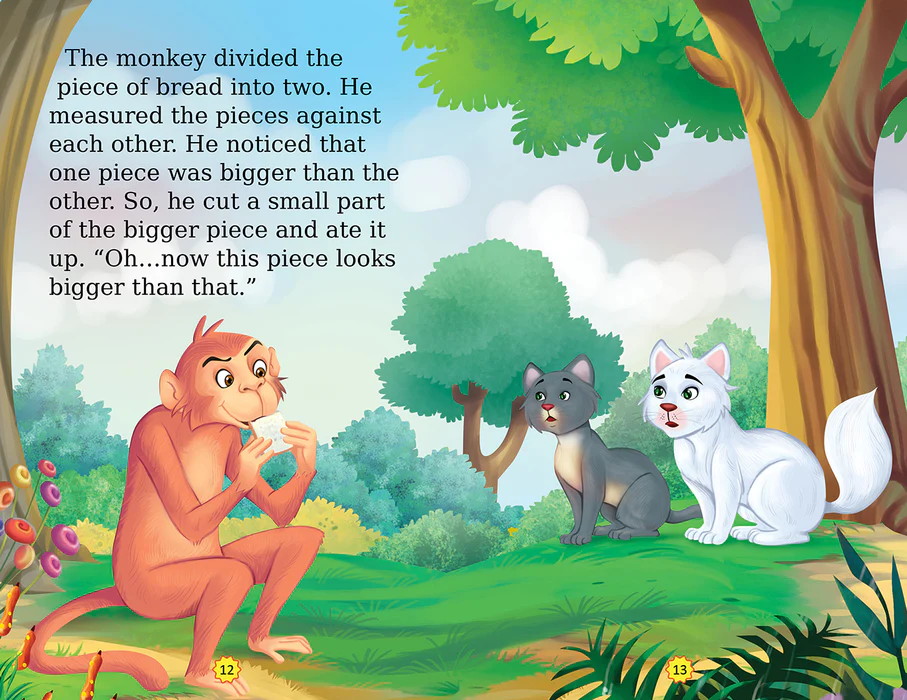 The monkey divided the
piece of bread into two. He
measured the pieces against
each other. He noticed that
one piece was bigger than the
other. So, he cut a small part
of the bigger piece and ate it
up. “Oh...now this piece looks
bigger than that.”
12
13